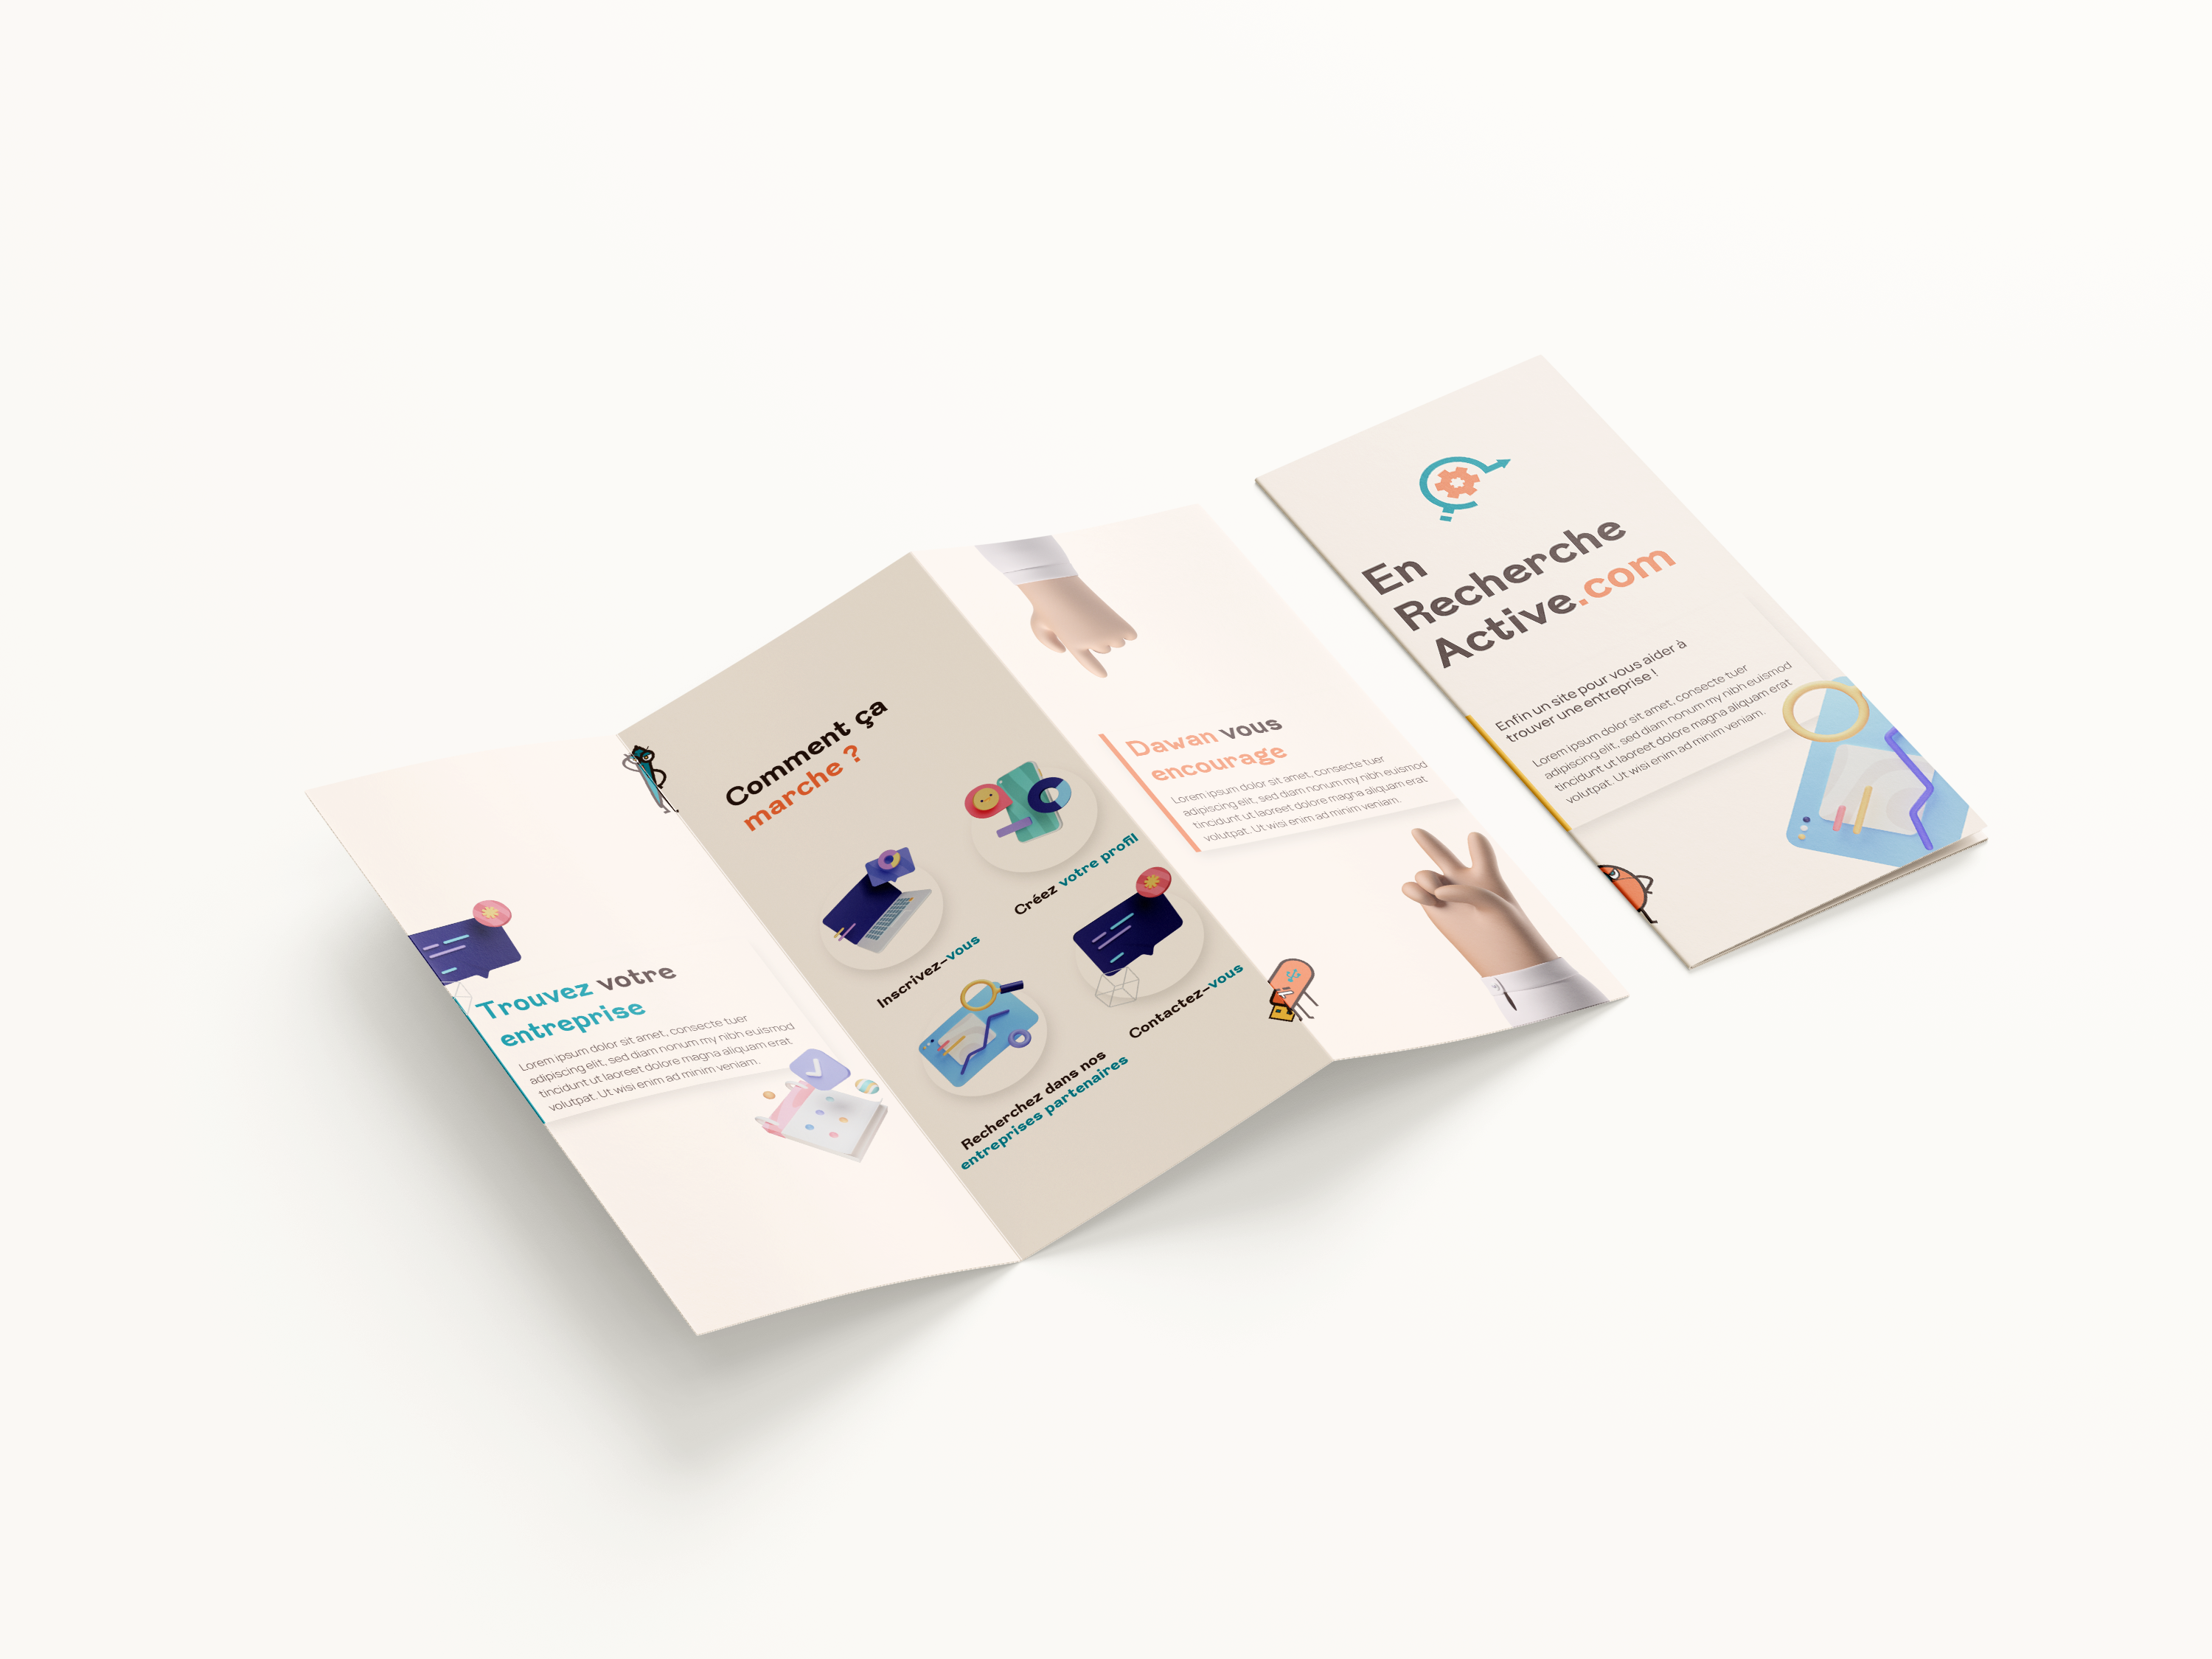 Trouvez votre
entreprise
Lorem ipsum dolor sit amet, consecte tuer
adipiscing elit, sed diam nonum my nibh euismod
tincidunt ut laoreet dolore magna aliquam erat
volutpat. Ut wisi enim ad minim veniam.
Comment ça
marche ?
Inscrivez-vous
Créez votre profil
Recherchez dans nos
entreprises partenaires
Contactez-vous
Dawan vous
encourage
Lorem ipsum dolor sit amet, consecte tuer
adipiscing elit, sed diam nonum my nibh euismod
tincidunt ut laoreet dolore magna aliquam erat
volutpat. Ut wisi enim ad minim veniam.
En
Recherche
Active.com
Enfin un site pour vous aider à
trouver une entreprise !
Lorem ipsum dolor sit amet, consecte tuer
adipiscing elit, sed diam nonum my nibh euismod
tincidunt ut laoreet dolore magna aliquam erat
volutpat. Ut wisi enim ad minim veniam.